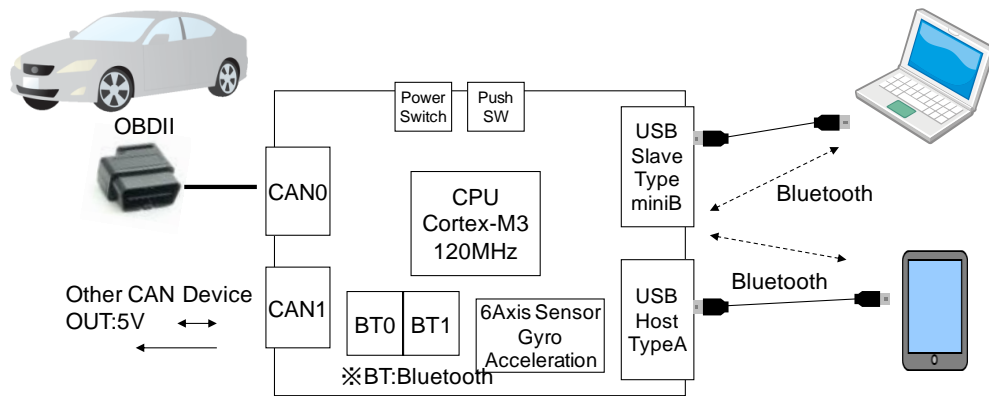 OBDII
Power
Switch
Push
SW
CAN0
CPU
Cortex-M3
120MHz
USB
Slave
Type
miniB
Bluetooth
Other CAN Device
OUT:5V
CAN1
BT0
BT1
6Axis Sensor
Gyro
Acceleration
※BT:Bluetooth
USB
Host
TypeA
Bluetooth